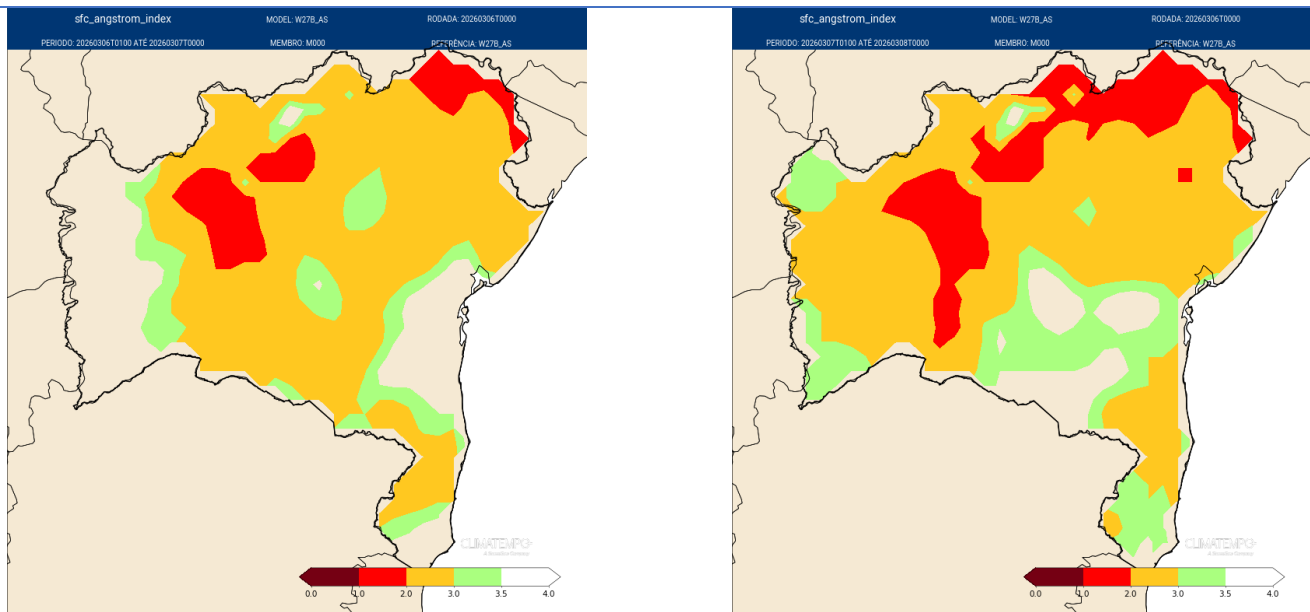 sfc_angstrom_index MODEL: W27B_AS RODADA: 20260306T0000
PERIODO: 20260306T0100 ATÉ 20260307T0000 MEMBRO: M000 REFERÊNCIA: W27B_AS
CLIMATEMPO
0.0 1.0 2.0 3.0 3.5 4.0
sfc_angstrom_index MODEL: W27B_AS RODADA: 20260306T0000
PERIODO: 20260307T0100 ATÉ 20260308T0000 MEMBRO: M000 REFERÊNCIA: W27B_AS
CLIMATEMPO
0.0 1.0 2.0 3.0 3.5 4.0